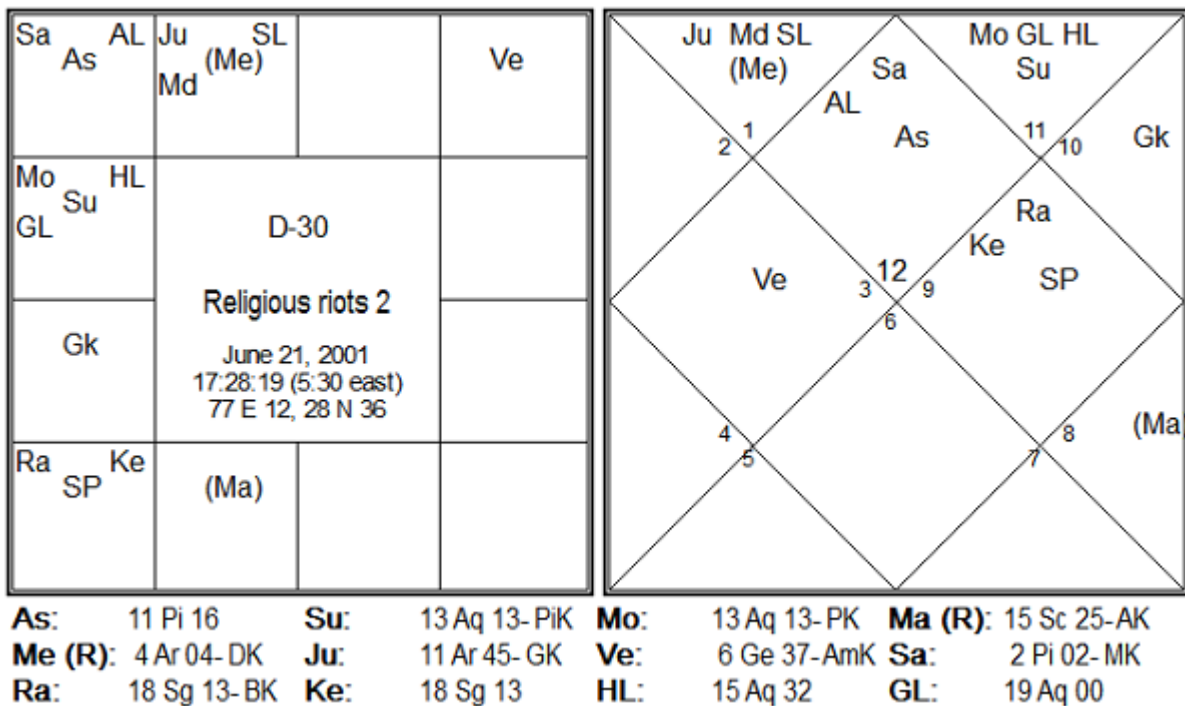 Sa AL
As
Ju SL
(Me)
Md
Ve
Mo HL
Su
GL
D-30
Religious riots 2
June 21, 2001
17:28:19 (5:30 east)
77 E 12, 28 N 36
Gk
Ra Ke
SP
(Ma)
Ju Md SL
(Me)
Sa
AL
As
Mo GL HL
Su
2 1
11 10
Gk
Ra
Ke
SP
Ve
12
3 9
6
4
5
8
7
(Ma)
As: 11 Pi 16 Su: 13 Aq 13- PiK Mo: 13 Aq 13- PK Ma (R): 15 Sc 25- AK
Me (R): 4 Ar 04- DK Ju: 11 Ar 45- GK Ve: 6 Ge 37- AmK Sa: 2 Pi 02- MK
Ra: 18 Sg 13- BK Ke: 18 Sg 13 HL: 15 Aq 32 GL: 19 Aq 00